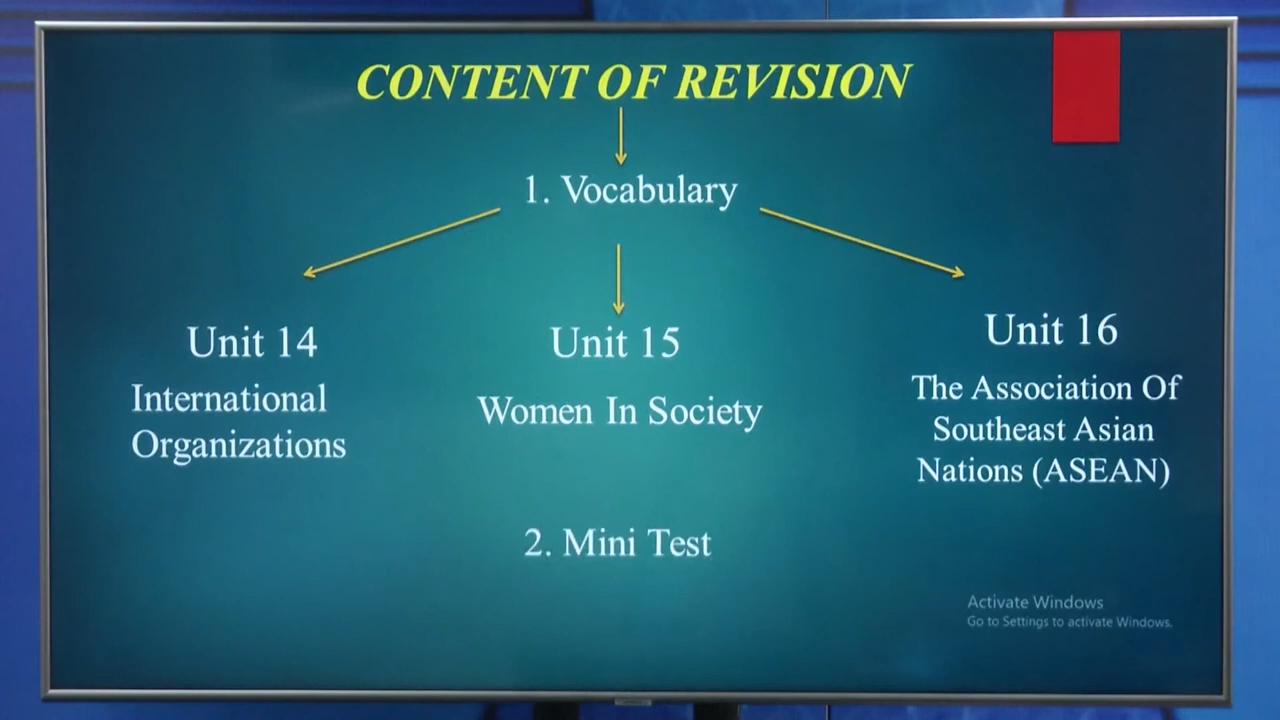 CONTENT OF REVISION
1. Vocabulary
Unit 14
International
Organizations
Unit 15
Women In Society
Unit 16
The Association Of
Southeast Asian
Nations (ASEAN)
2. Mini Test
Activate Windows
Go to Settings to activate Windows.